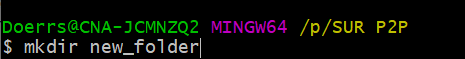 Doerrs@CNA-JCMNZQ2 MINGW64 /p/SUR P2P
$ mkdir new_folder